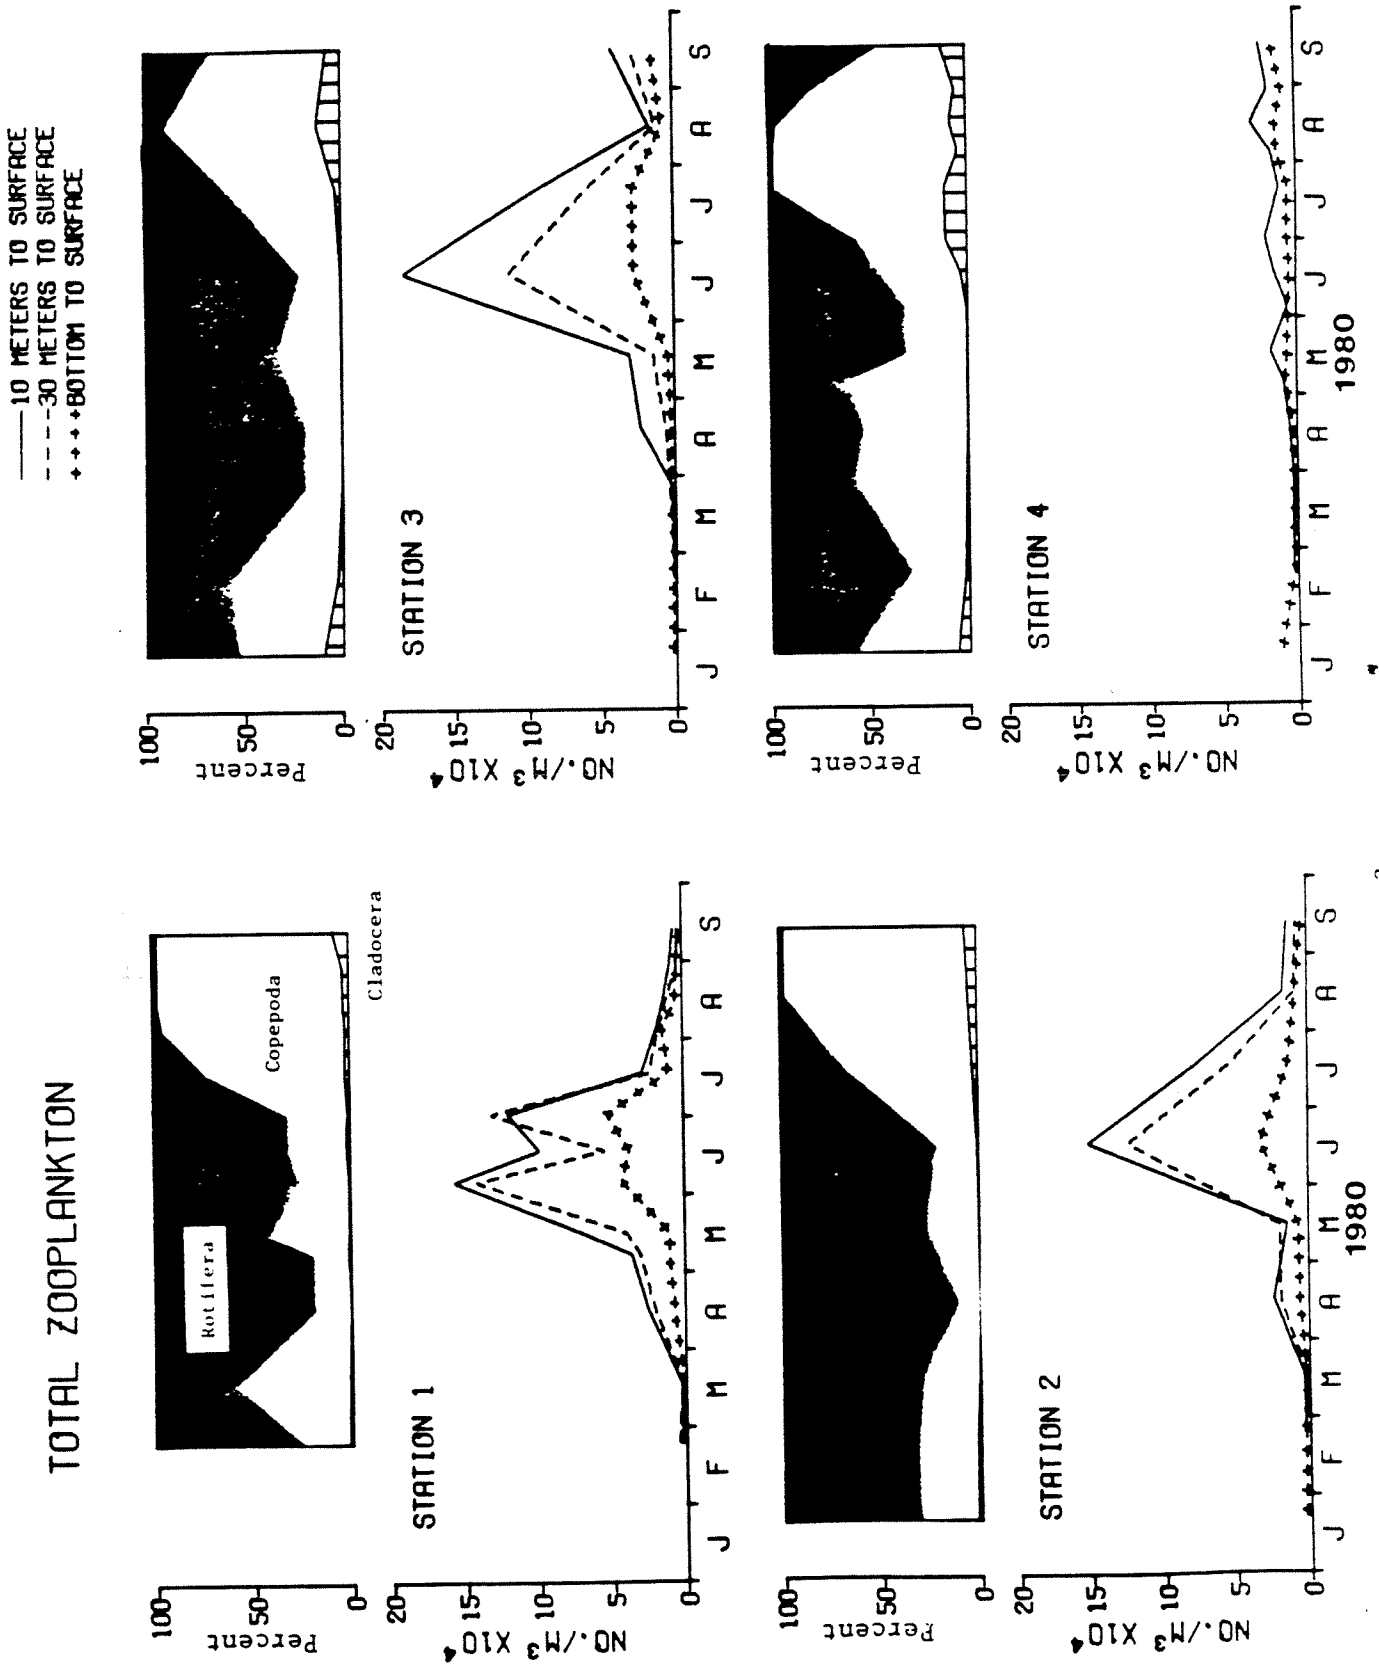 TOTAL ZOOPLANKTON
——10 METERS TO SURFACE
---30 METERS TO SURFACE
++++BOTTOM TO SURFACE
100
50
0
Percent
Rotifera
Copepoda
Cladocera
STATION 1
20
15
10
5
0
NO./M³ X10⁴
J F M A M J J A S
100
50
0
Percent
STATION 3
20
15
10
5
0
NO./M³ X10⁴
J F M A M J J A S
100
50
0
Percent
STATION 2
20
15
10
5
0
NO./M³ X10⁴
J F M A M J J A S
1980
100
50
0
Percent
STATION 4
20
15
10
5
0
NO./M³ X10⁴
J F M A M J J A S
1980